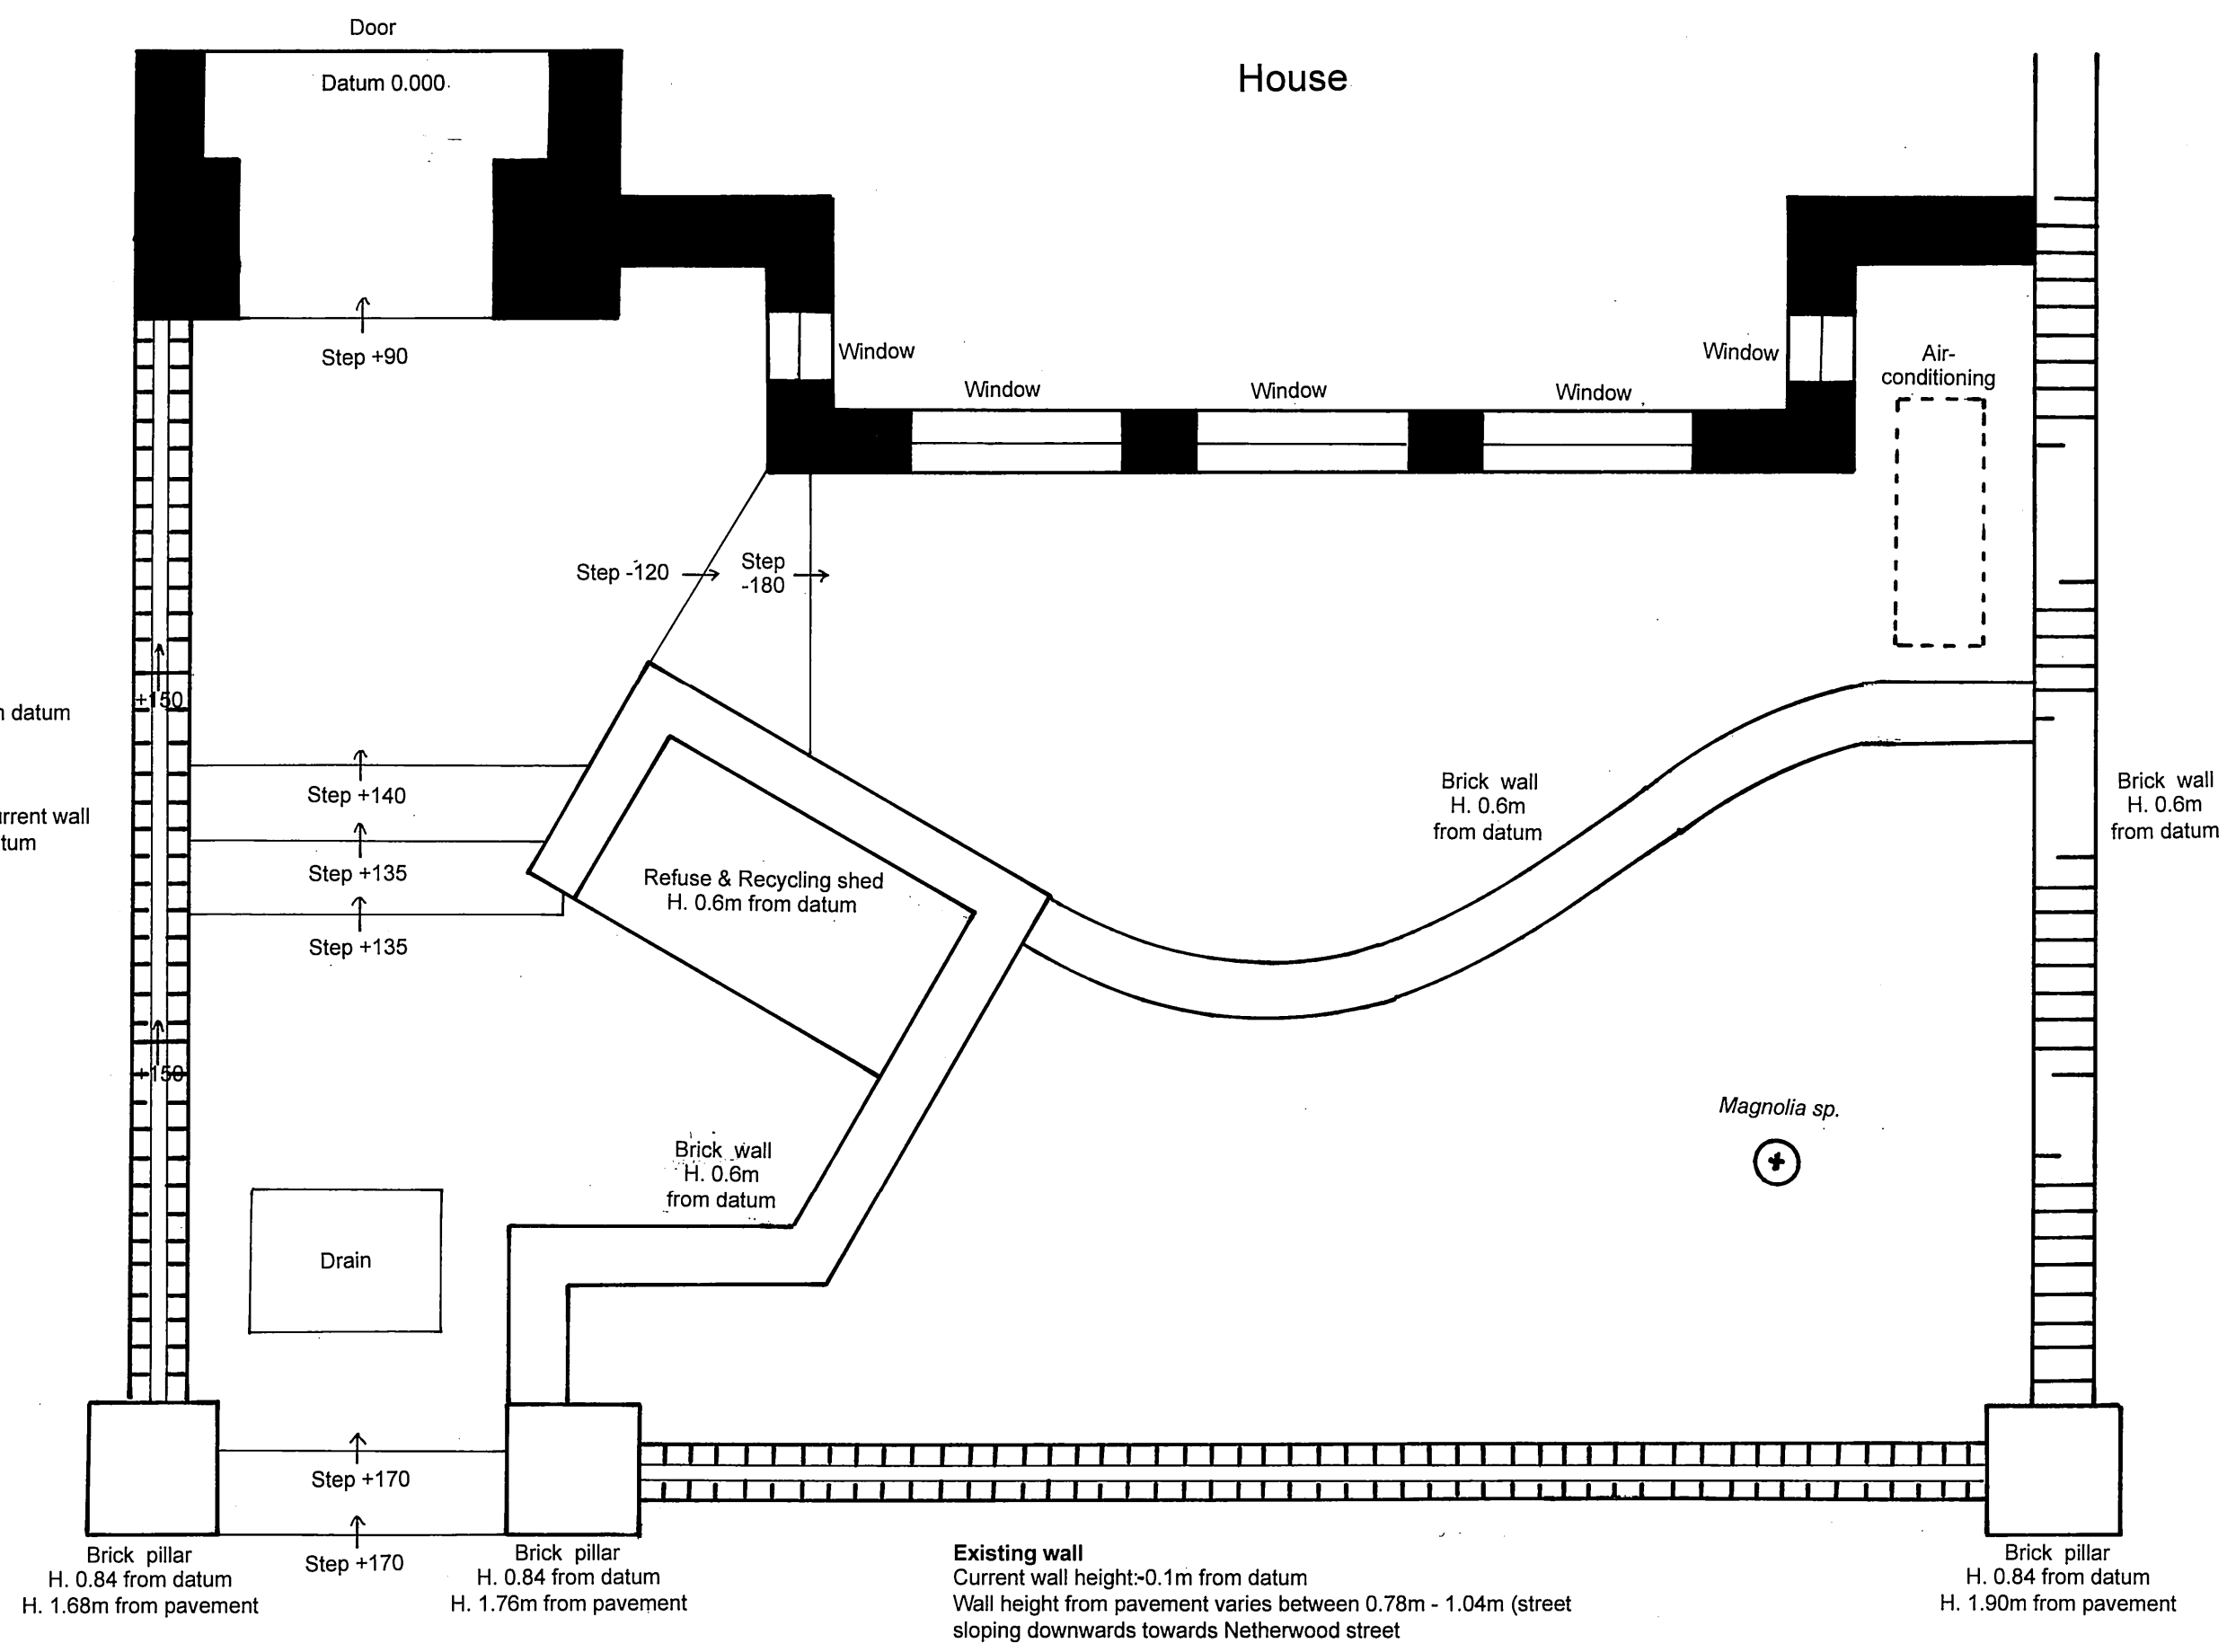 Door
Datum 0.000
House
Step +90
Window
Window
Window
Window
Window
Air-
conditioning
Step -120
Step
-180
+150
datum
Step +140
Brick wall
H. 0.6m
from datum
Brick wall
H. 0.6m
from datum
wall
Step +135
Refuse & Recycling shed
H. 0.6m from datum
Step +135
+150
Magnolia sp.
Brick wall
H. 0.6m
from datum
Drain
Step +170
Step +170
Brick pillar
H. 0.84 from datum
H. 1.68m from pavement
Brick pillar
H. 0.84 from datum
H. 1.76m from pavement
Existing wall
Current wall height:-0.1m from datum
Wall height from pavement varies between 0.78m - 1.04m (street
sloping downwards towards Netherwood street
Brick pillar
H. 0.84 from datum
H. 1.90m from pavement